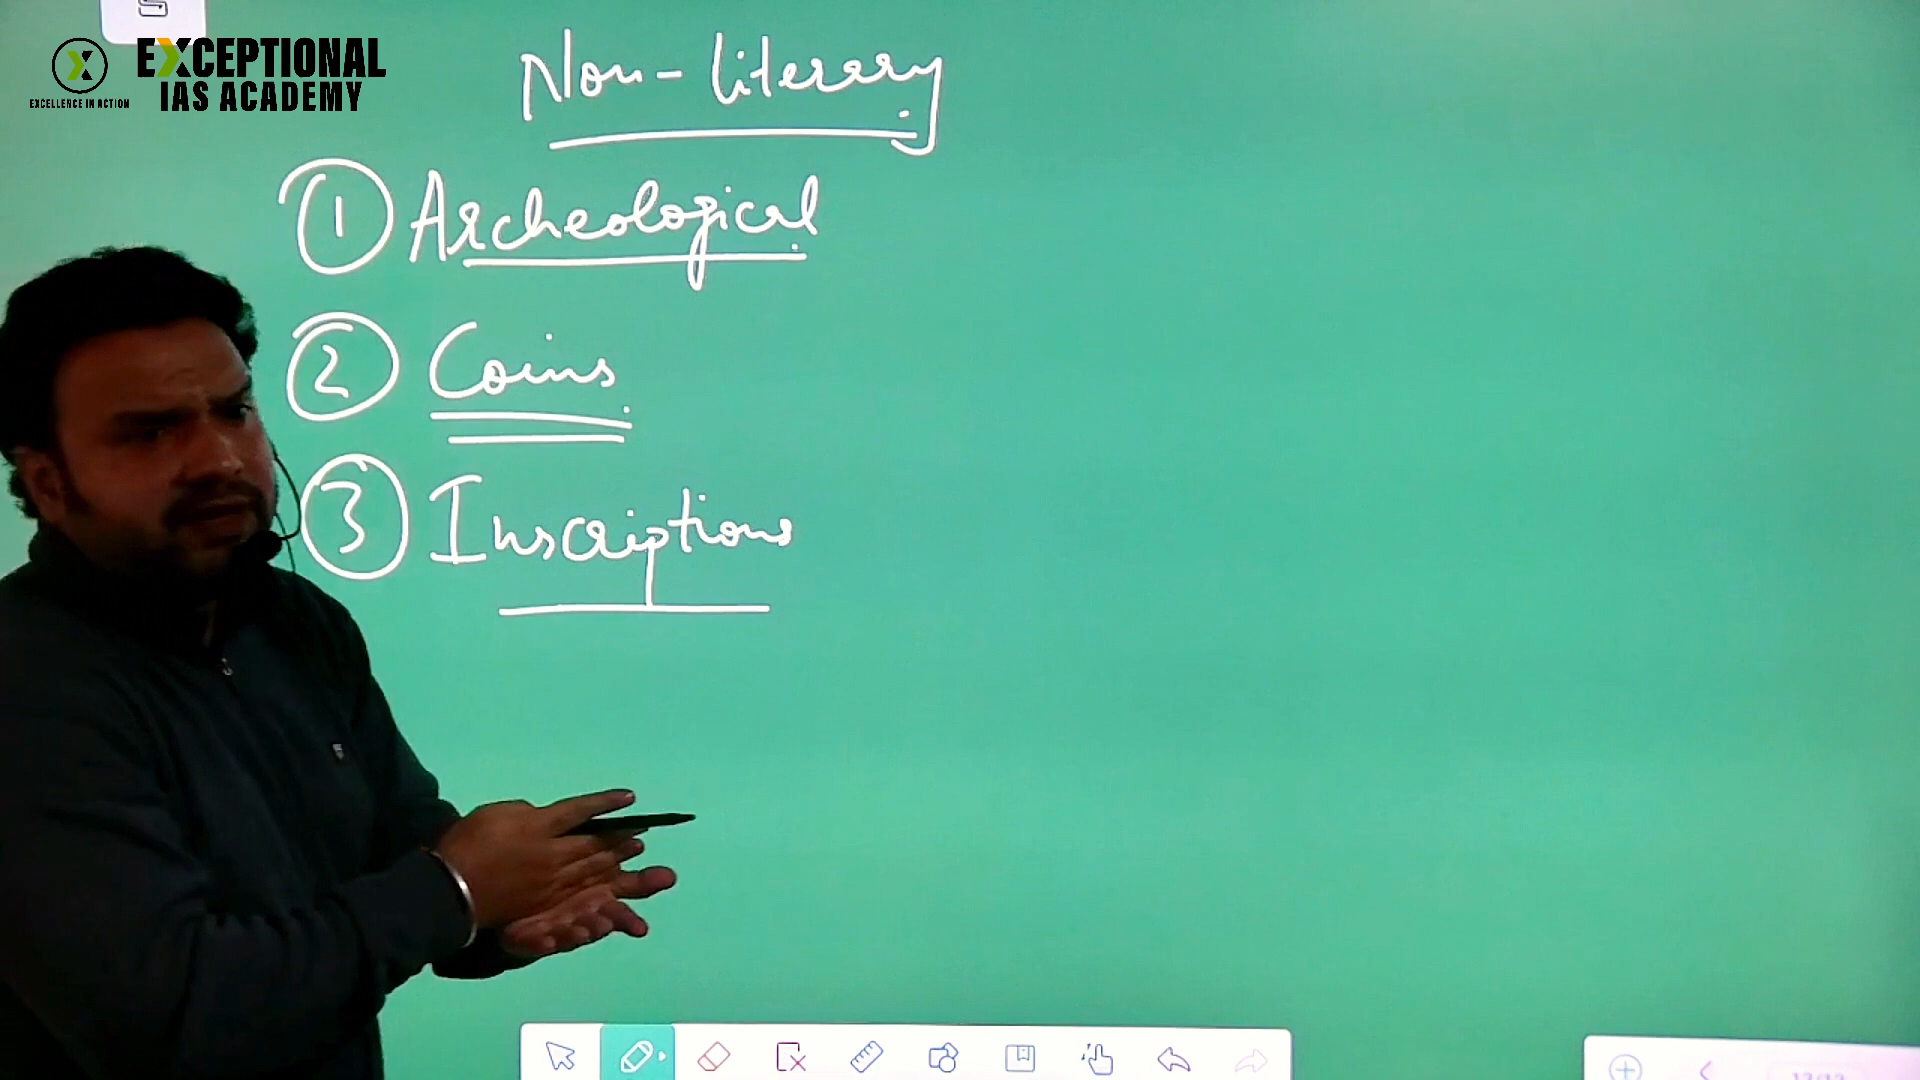 EXCEPTIONAL
IAS ACADEMY
EXCELLENCE IN ACTION
Non-literary
1 Archeological
2 Coins
3 Inscriptions